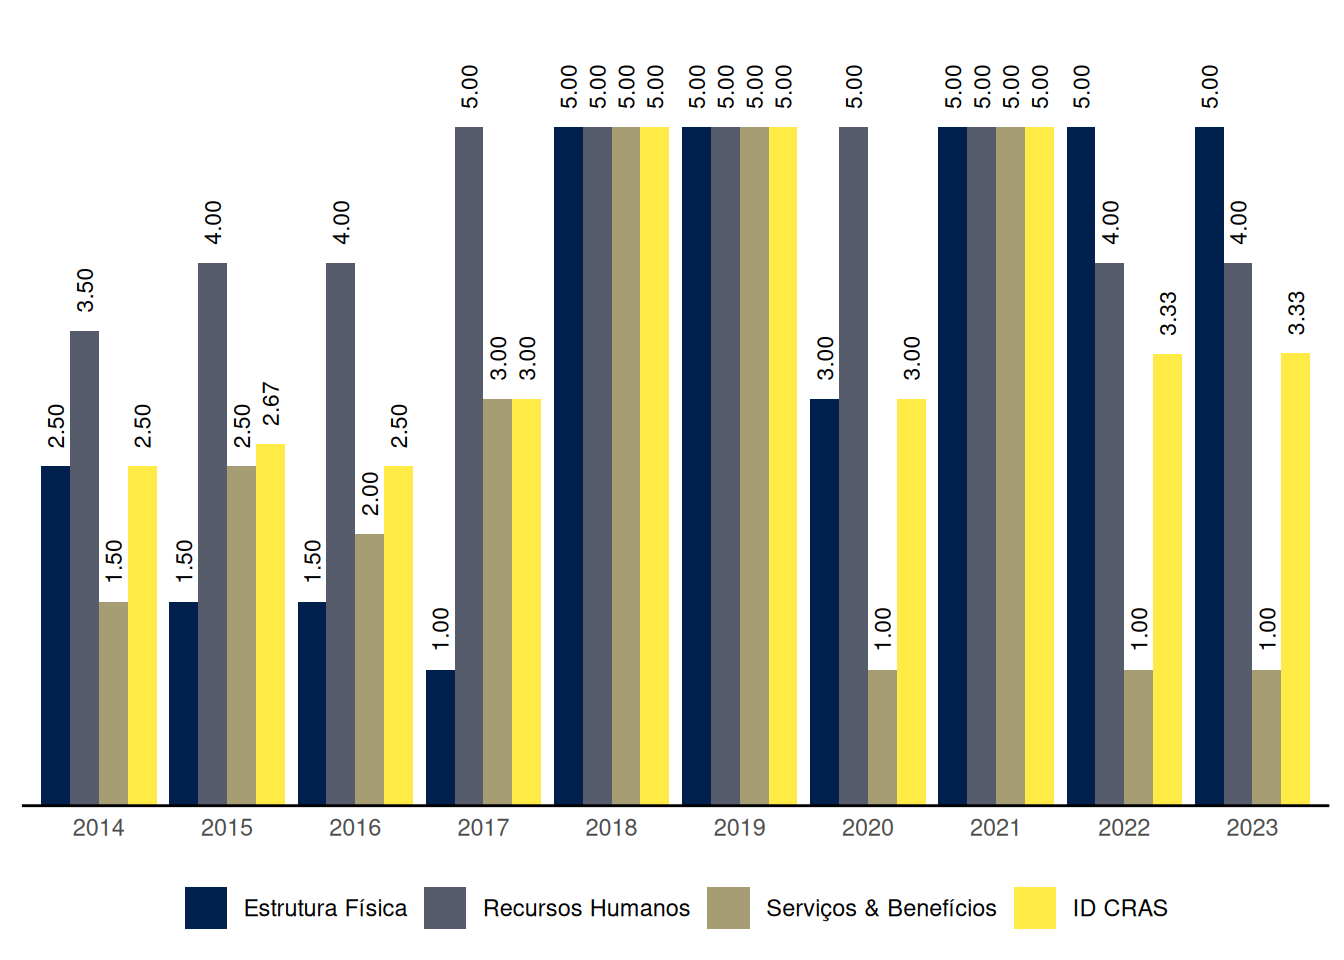 5.00 5.00 5.00 5.00 5.00 5.00 5.00 5.00 5.00 5.00 5.00 5.00 5.00 5.00 5.00 5.00
4.00 4.00 4.00 4.00
3.50 3.33 3.33
3.00 3.00 3.00 3.00
2.50 2.50 2.50 2.67 2.50
2.00
1.50 1.50 1.50
1.00 1.00 1.00 1.00
2014 2015 2016 2017 2018 2019 2020 2021 2022 2023
Estrutura Física Recursos Humanos Serviços & Benefícios ID CRAS